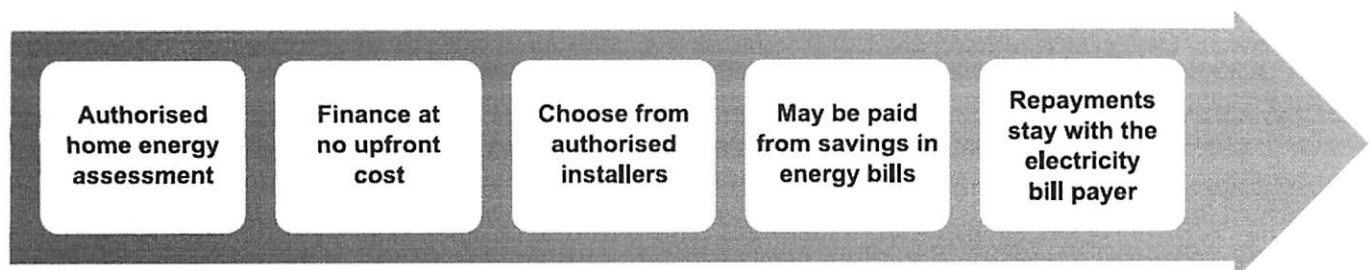 Authorised
home energy
assessment
Finance at
no upfront
cost
Choose from
authorised
installers
May be paid
from savings in
energy bills
Repayments
stay with the
electricity
bill payer